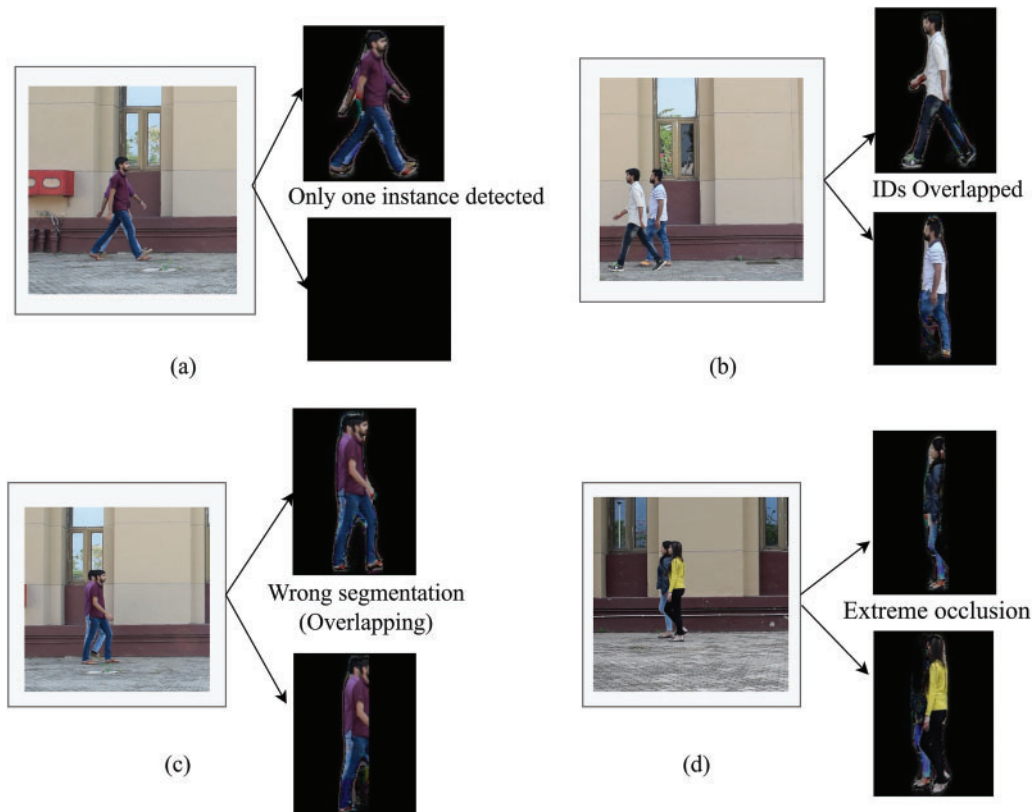 Only one instance detected
(a)
IDs Overlapped
(b)
Wrong segmentation
(Overlapping)
(c)
Extreme occlusion
(d)